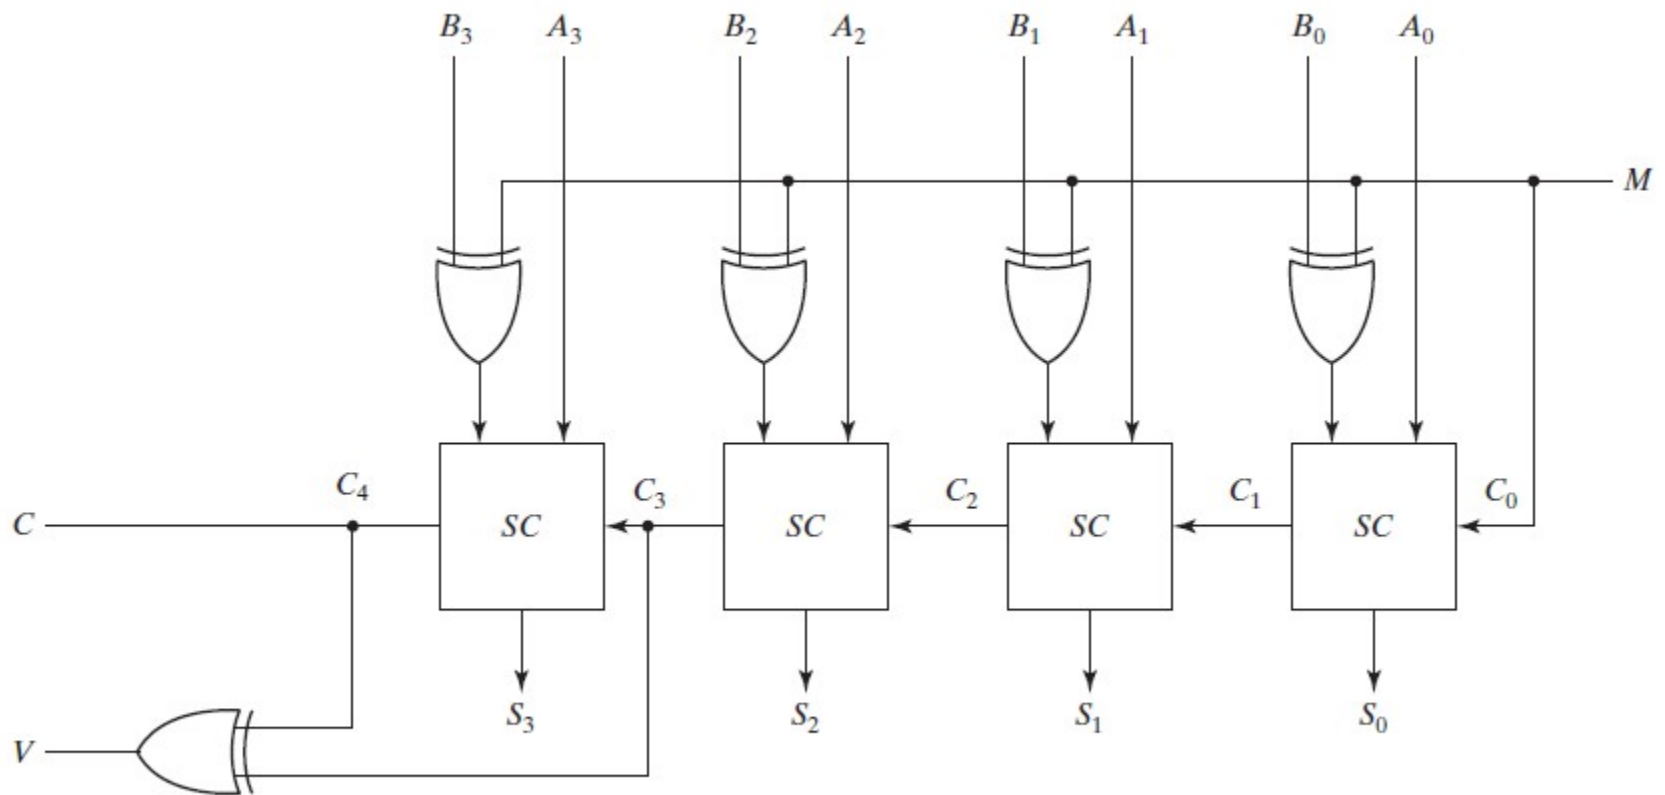 B₃ A₃ B₂ A₂ B₁ A₁ B₀ A₀
M
C₄ C₃ C₂ C₁ C₀
C SC SC SC SC
S₃ S₂ S₁ S₀
V